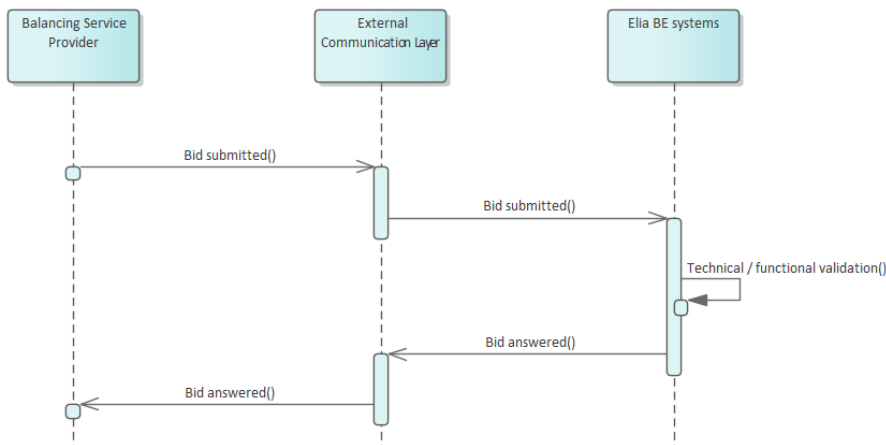 Balancing Service
Provider
External
Communication Layer
Elia BE systems
Bid submitted()
Bid submitted()
Technical / functional validation()
Bid answered()
Bid answered()